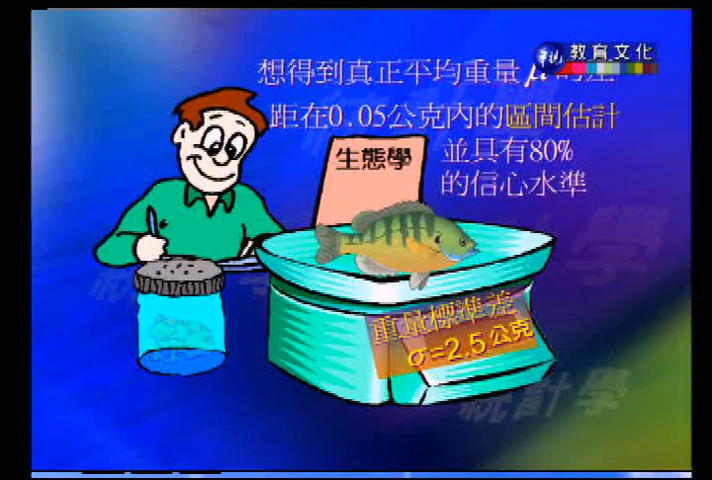 教育文化
想得到真正平均重量μ的差
距在0.05公克內的區間估計
並具有80%
的信心水準
生態學
重量標準差
σ=2.5公克
統計學